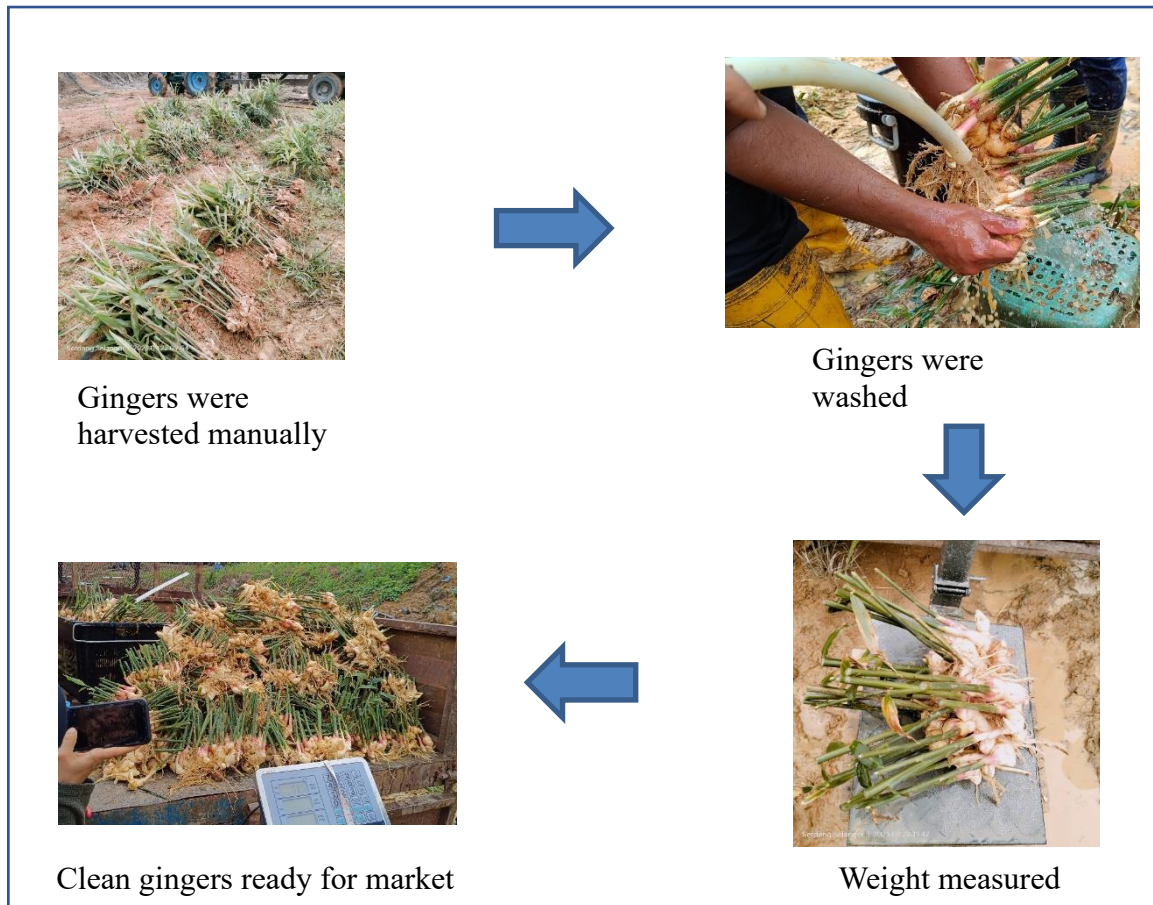 Gingers were
harvested manually
Gingers were
washed
Weight measured
Clean gingers ready for market